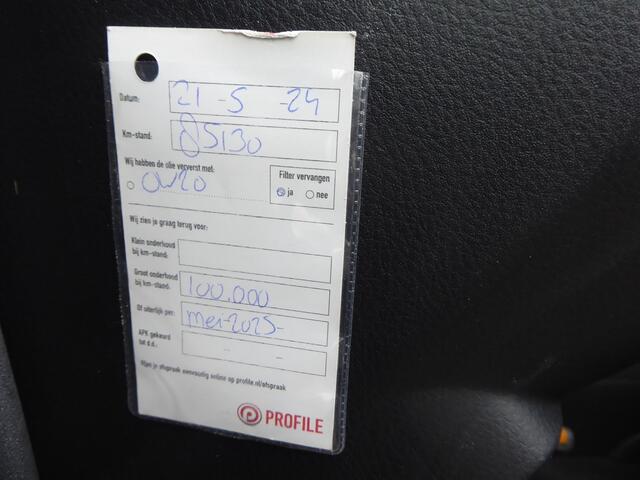 Datum: 21 -5 -24
Km-stand: 85130
Wij hebben de olie ververst met:
0W20
Filter vervangen
ja nee
Wij zien je graag terug voor:
Klein onderhoud
bij km-stand:
Groot onderhoud
bij km-stand: 100.000
Of uiterlijk per: mei-2025-
APK gekeurd
tot d.d.: - -
Maak je afspraak eenvoudig online op profile.nl/afspraak
PROFILE